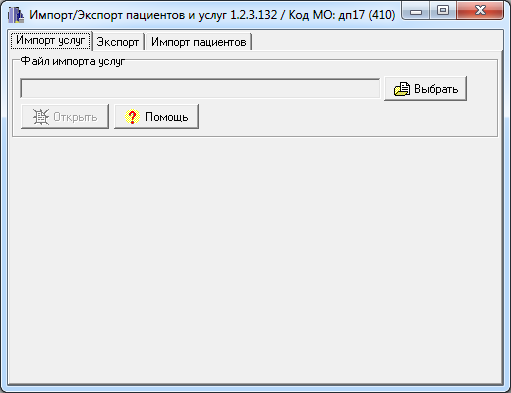 Импорт/Экспорт пациентов и услуг 1.2.3.132 / Код МО: дп17 (410)
Импорт услуг Экспорт Импорт пациентов
Файл импорта услуг
Выбрать
Открыть ? Помощь